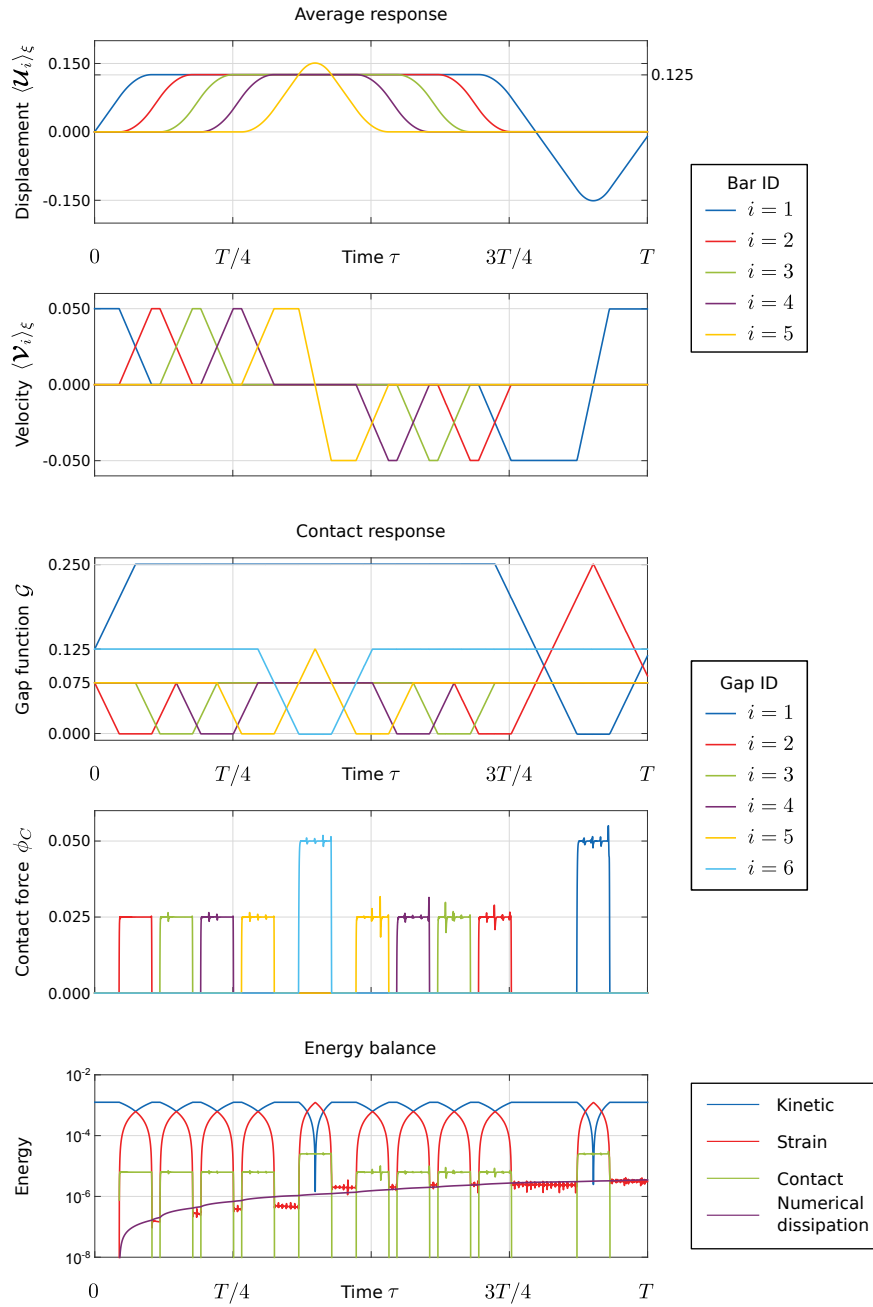 Average response
Displacement ⟨𝓤ᵢ⟩_ξ
0.150
0.125
0.000
-0.150
0
T/4
Time τ
3T/4
T
Bar ID
i = 1
i = 2
i = 3
i = 4
i = 5
Velocity ⟨𝓥ᵢ⟩_ξ
0.050
0.000
-0.050
Contact response
Gap function 𝒢
0.250
0.125
0.075
0.000
0
T/4
Time τ
3T/4
T
Gap ID
i = 1
i = 2
i = 3
i = 4
i = 5
i = 6
Contact force ϕ_C
0.050
0.025
0.000
Energy balance
Energy
10⁻²
10⁻⁴
10⁻⁶
10⁻⁸
0
T/4
Time τ
3T/4
T
Kinetic
Strain
Contact
Numerical
dissipation